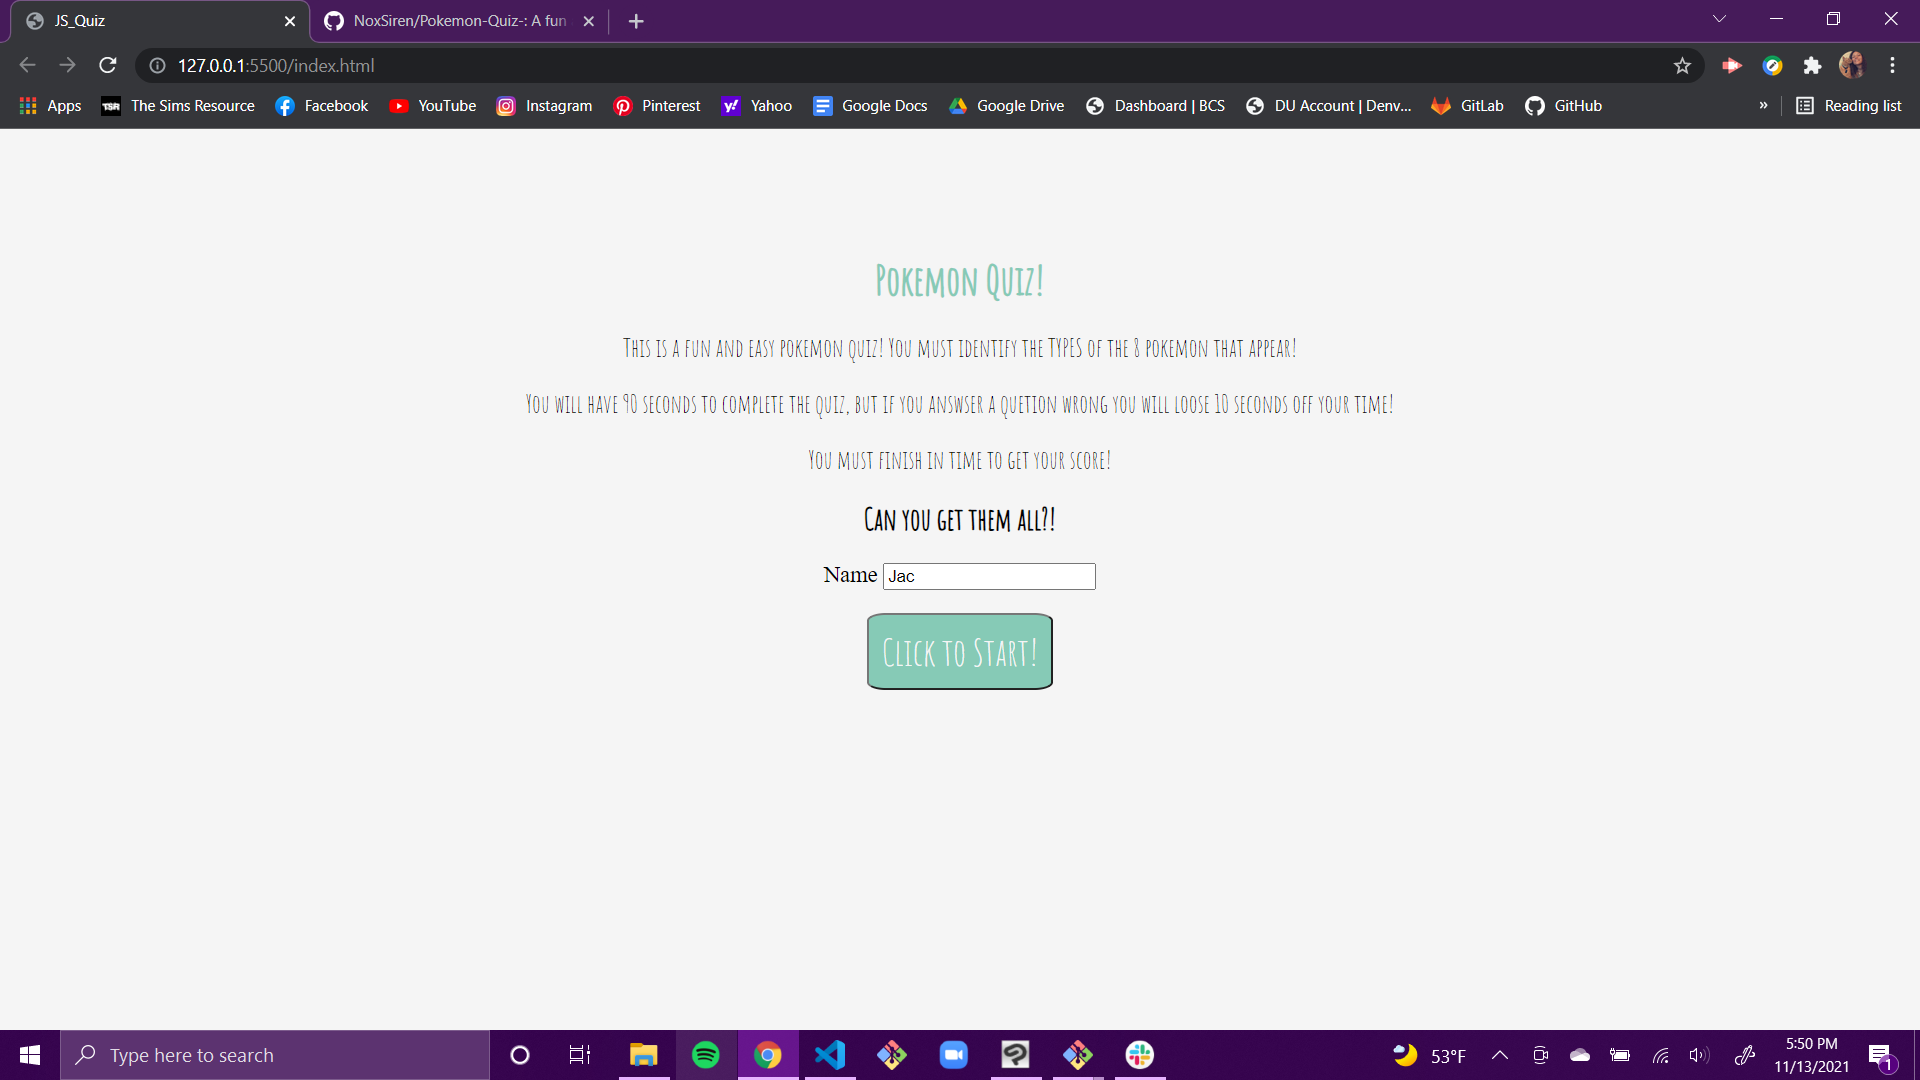 JS_Quiz
NoxSiren/Pokemon-Quiz-: A fun
127.0.0.1:5500/index.html
Apps
TSR
The Sims Resource
Facebook
YouTube
Instagram
Pinterest
Yahoo
Google Docs
Google Drive
Dashboard | BCS
DU Account | Denv...
GitLab
GitHub
»
Reading list
Pokemon Quiz!
This is a fun and easy pokemon quiz! You must identify the TYPES of the 8 pokemon that appear!
You will have 90 seconds to complete the quiz, but if you answser a quetion wrong you will loose 10 seconds off your time!
You must finish in time to get your score!
Can you get them all?!
Name Jac
Click to Start!
Type here to search
53°F
5:50 PM
11/13/2021
1